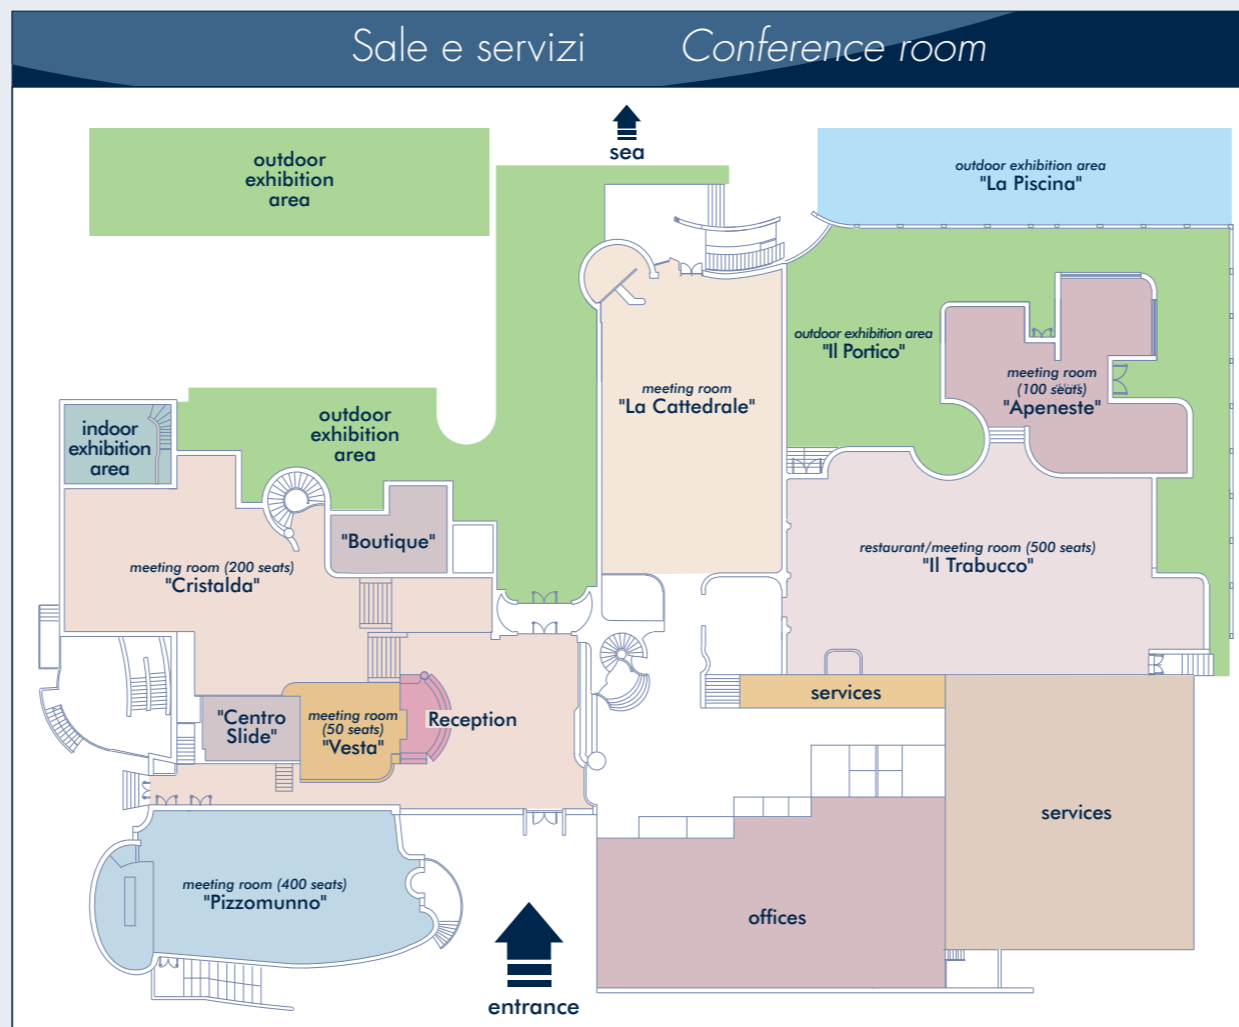 Sale e servizi Conference room
sea
outdoor
exhibition
area
outdoor exhibition area
"La Piscina"
outdoor exhibition area
"Il Portico"
meeting room
(100 seats)
"Apeneste"
meeting room
"La Cattedrale"
outdoor
exhibition
area
indoor
exhibition
area
"Boutique"
meeting room (200 seats)
"Cristalda"
restaurant/meeting room (500 seats)
"Il Trabucco"
services
"Centro
Slide"
meeting room
(50 seats)
"Vesta"
Reception
services
meeting room (400 seats)
"Pizzomunno"
offices
entrance